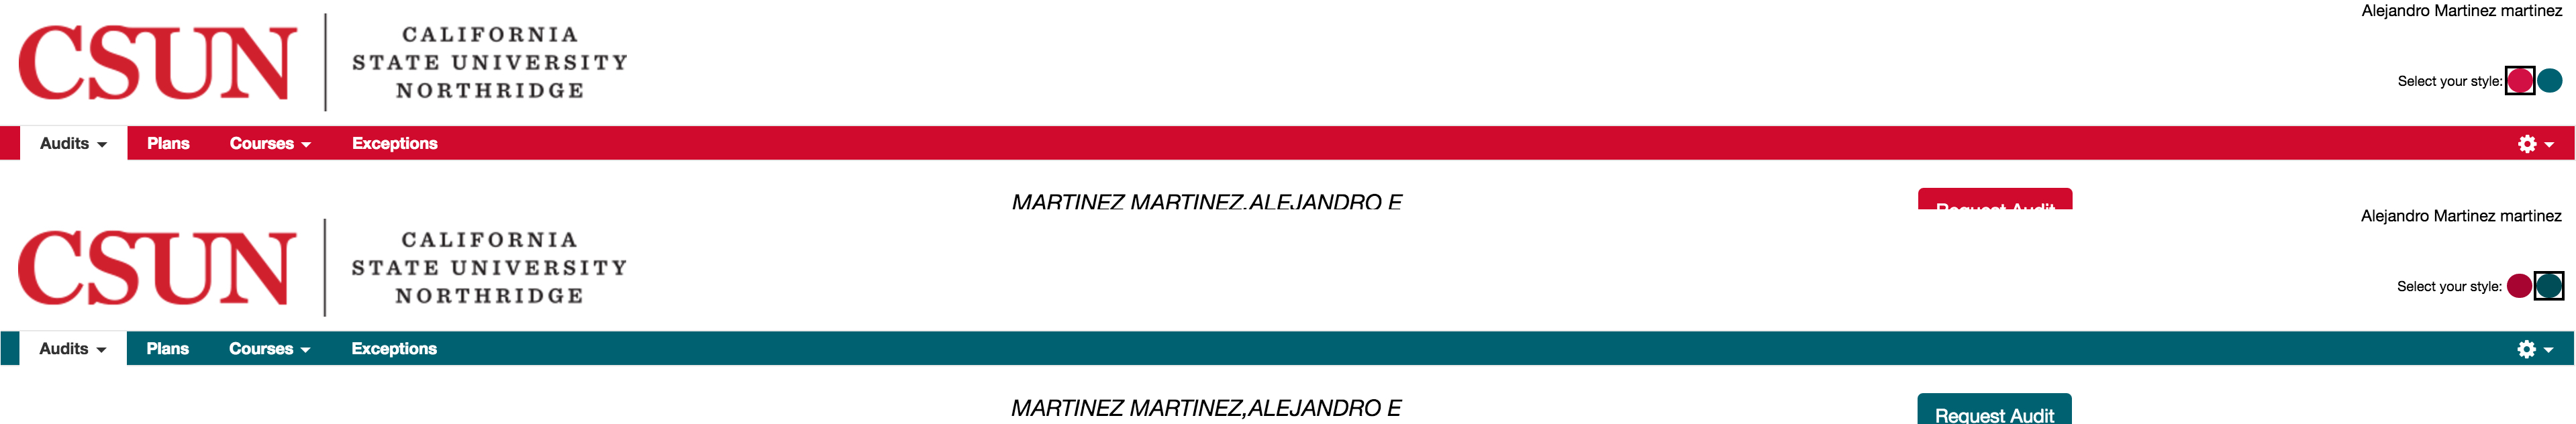 Alejandro Martinez martinez
CSUN
CALIFORNIA
STATE UNIVERSITY
NORTHRIDGE
Select your style:
Audits Plans Courses Exceptions
MARTINEZ MARTINEZ,ALEJANDRO E
Request Audit
Alejandro Martinez martinez
CSUN
CALIFORNIA
STATE UNIVERSITY
NORTHRIDGE
Select your style:
Audits Plans Courses Exceptions
MARTINEZ MARTINEZ,ALEJANDRO E
Request Audit